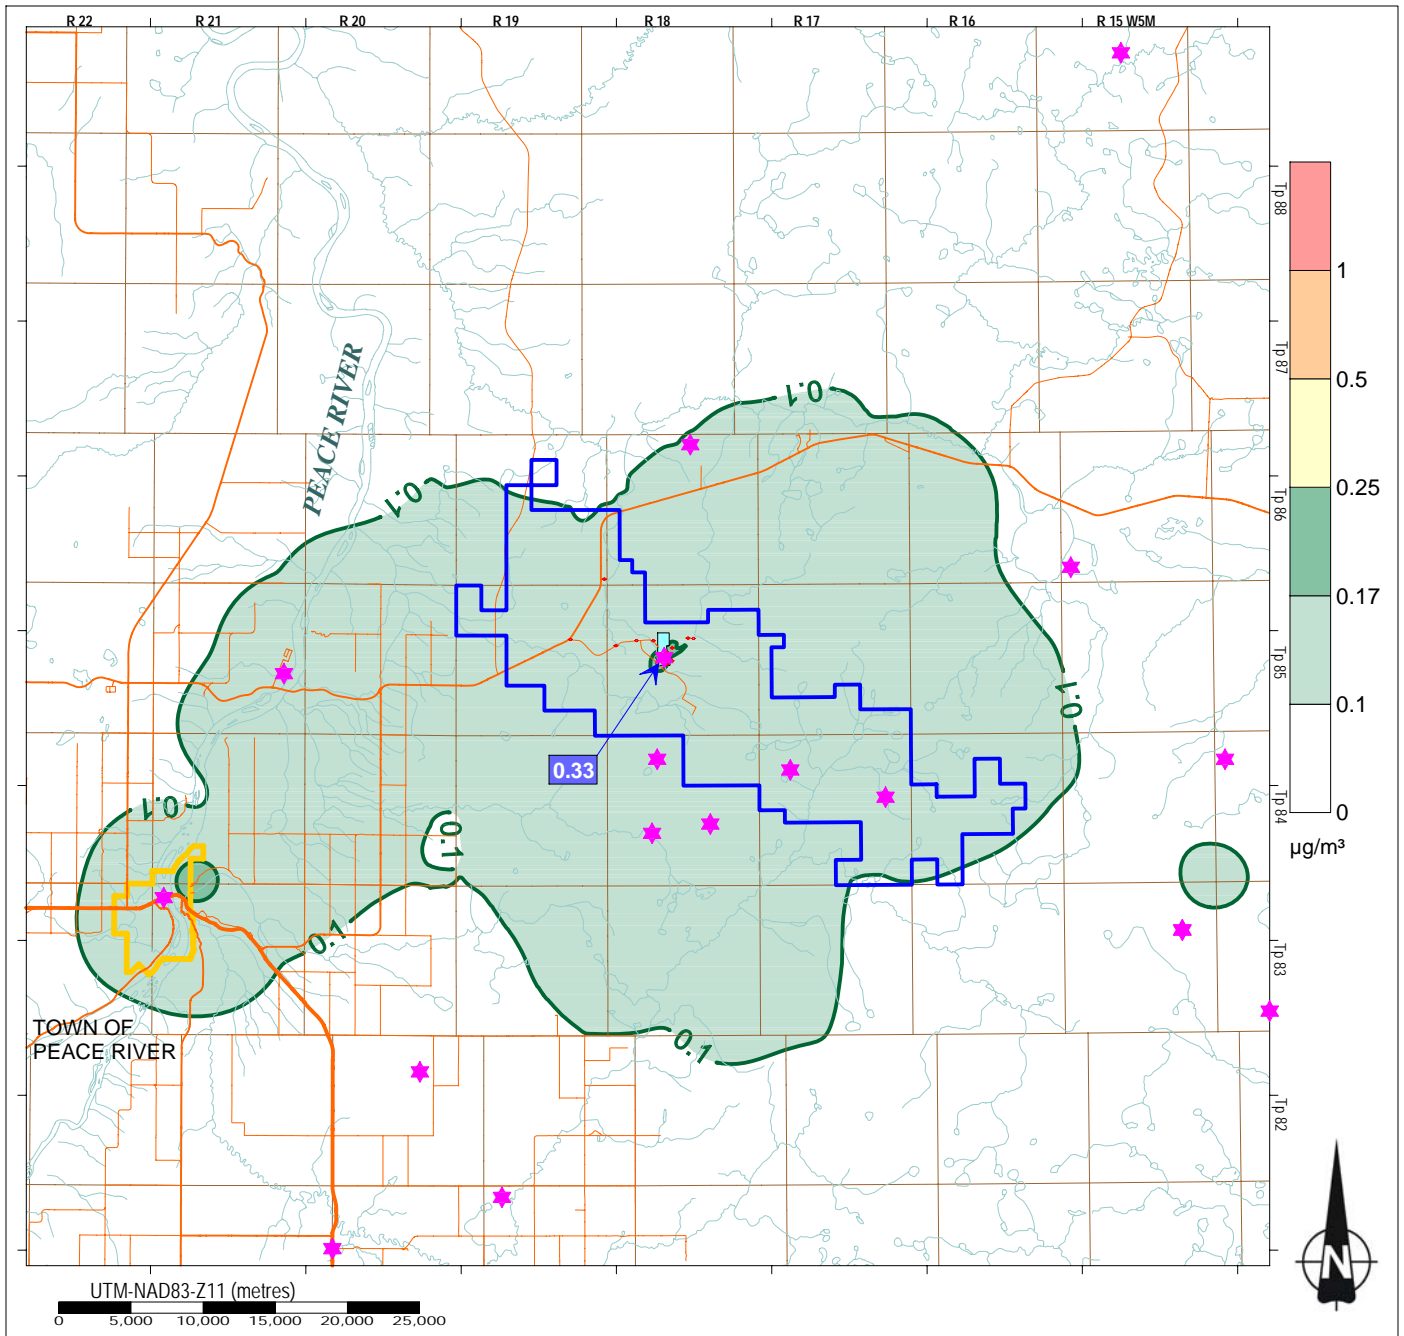 R 22 R 21 R 20 R 19 R 18 R 17 R 16 R 15 W5M
Tp 88
1
Tp 87
PEACE RIVER
0.5
0.1
0.1
0.25
Tp 86
0.17
Tp 85
0.1
0.1
0.33
0.1
Tp 84
0
0.1
µg/m³
0.1
Tp 83
TOWN OF
PEACE RIVER
0.1
Tp 82
N
UTM-NAD83-Z11 (metres)
0 5,000 10,000 15,000 20,000 25,000